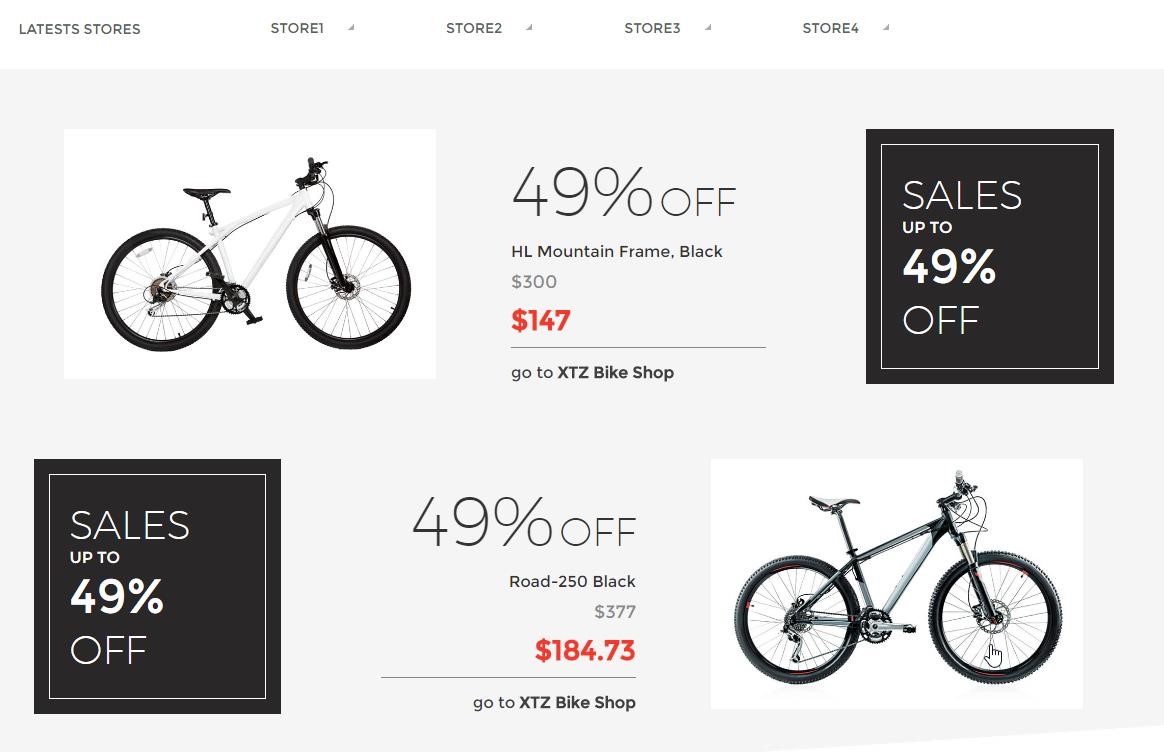 LATESTS STORES
STORE1
STORE2
STORE3
STORE4
49% OFF
HL Mountain Frame, Black
$300
$147
go to XTZ Bike Shop
SALES
UP TO
49%
OFF
SALES
UP TO
49%
OFF
49% OFF
Road-250 Black
$377
$184.73
go to XTZ Bike Shop